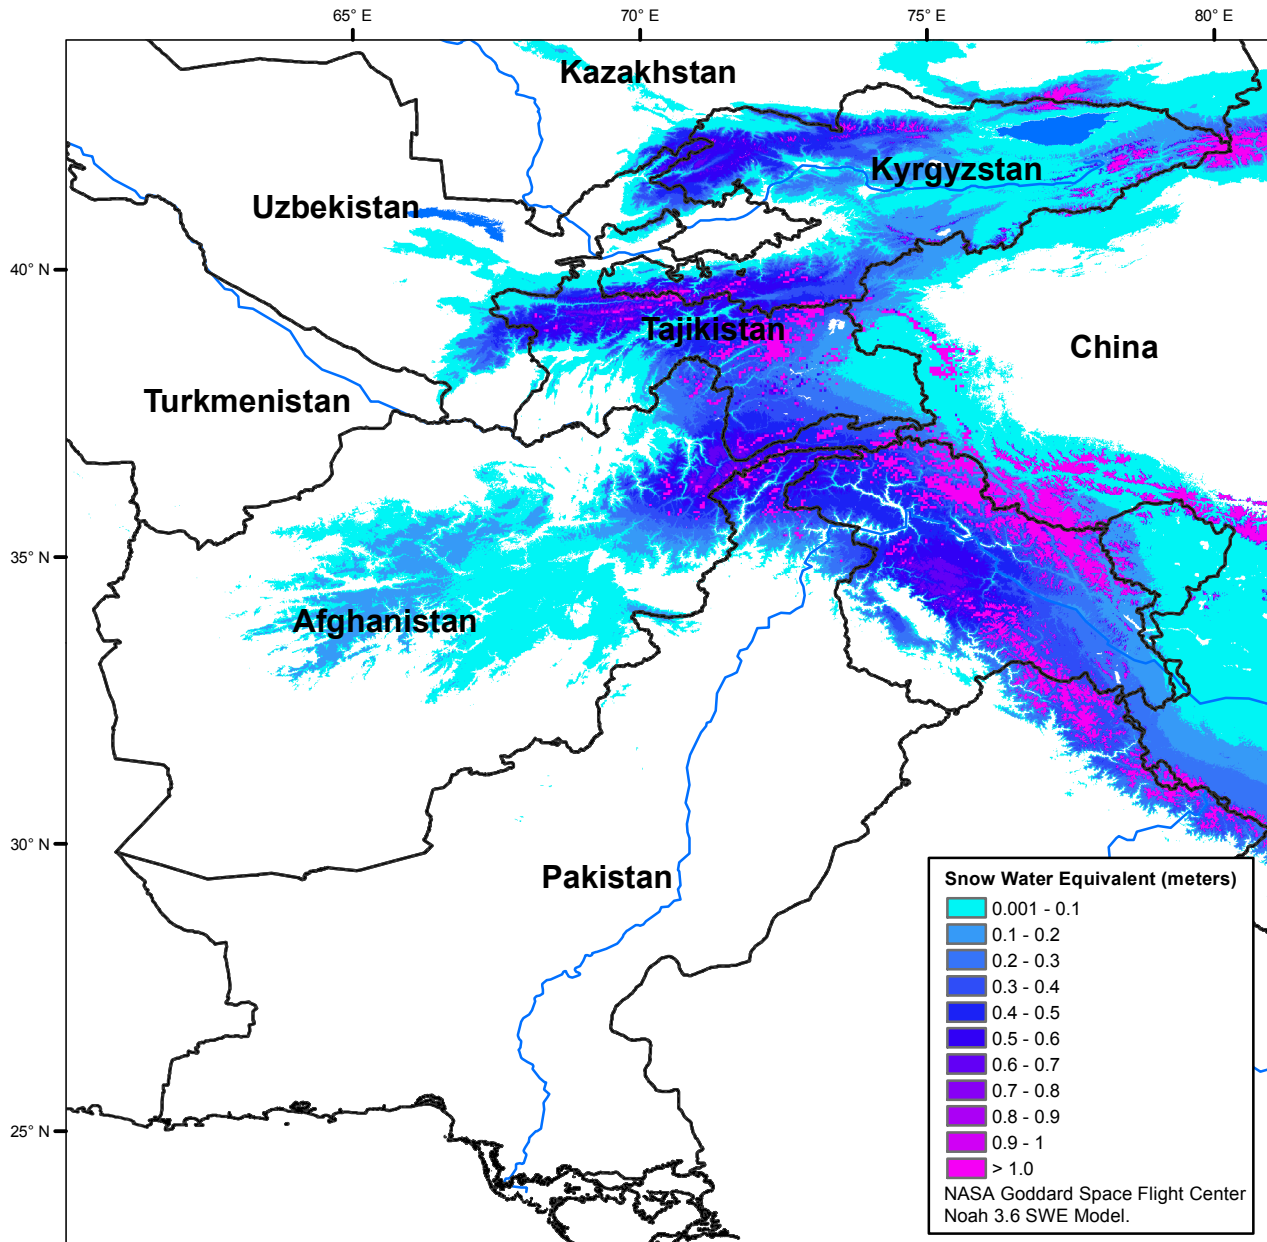 65° E
70° E
75° E
80° E
Kazakhstan
Kyrgyzstan
Uzbekistan
40° N
Tajikistan
China
Turkmenistan
35° N
Afghanistan
30° N
Pakistan
25° N
Snow Water Equivalent (meters)
0.001 - 0.1
0.1 - 0.2
0.2 - 0.3
0.3 - 0.4
0.4 - 0.5
0.5 - 0.6
0.6 - 0.7
0.7 - 0.8
0.8 - 0.9
0.9 - 1
> 1.0
NASA Goddard Space Flight Center
Noah 3.6 SWE Model.